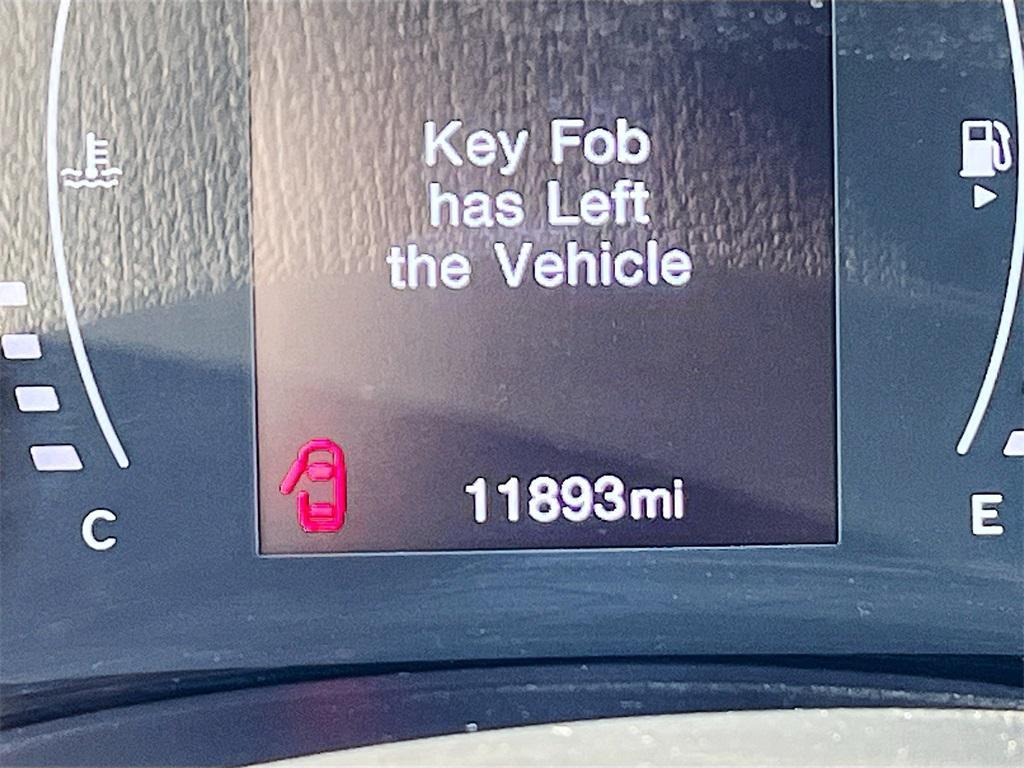 Key Fob
has Left
the Vehicle
11893mi
C
E